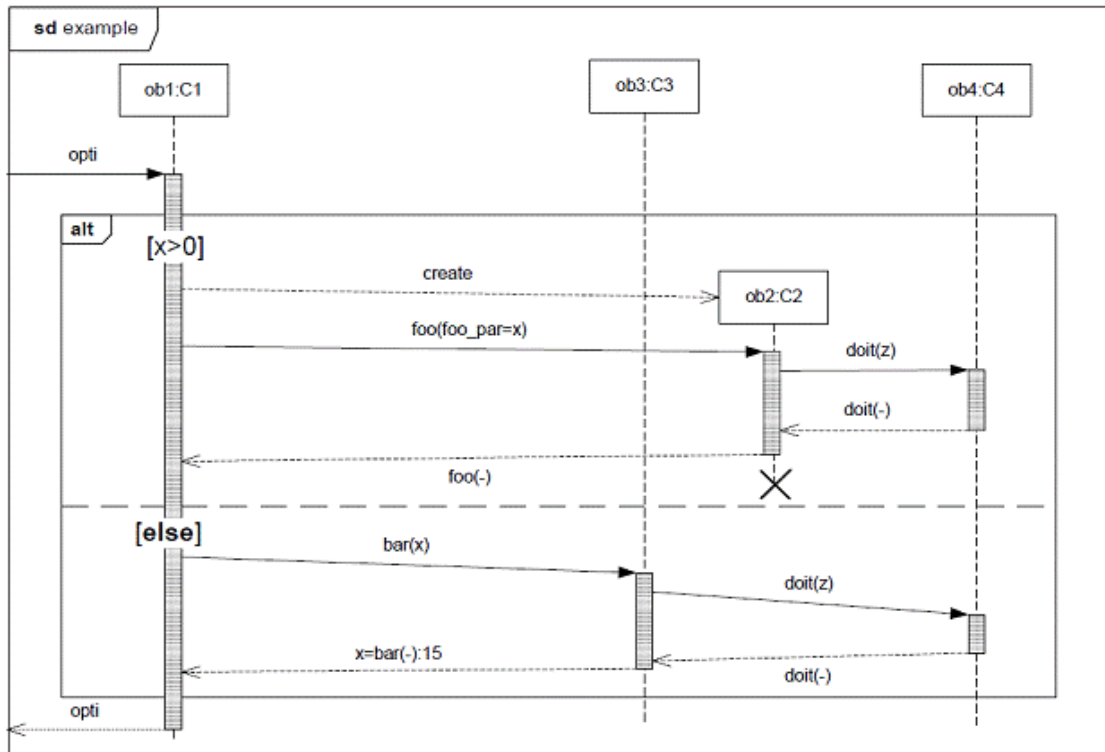 sd example
ob1:C1
ob3:C3
ob4:C4
opti
alt
[x>0]
create
ob2:C2
foo(foo_par=x)
doit(z)
doit(-)
foo(-)
[else]
bar(x)
doit(z)
x=bar(-):15
doit(-)
opti